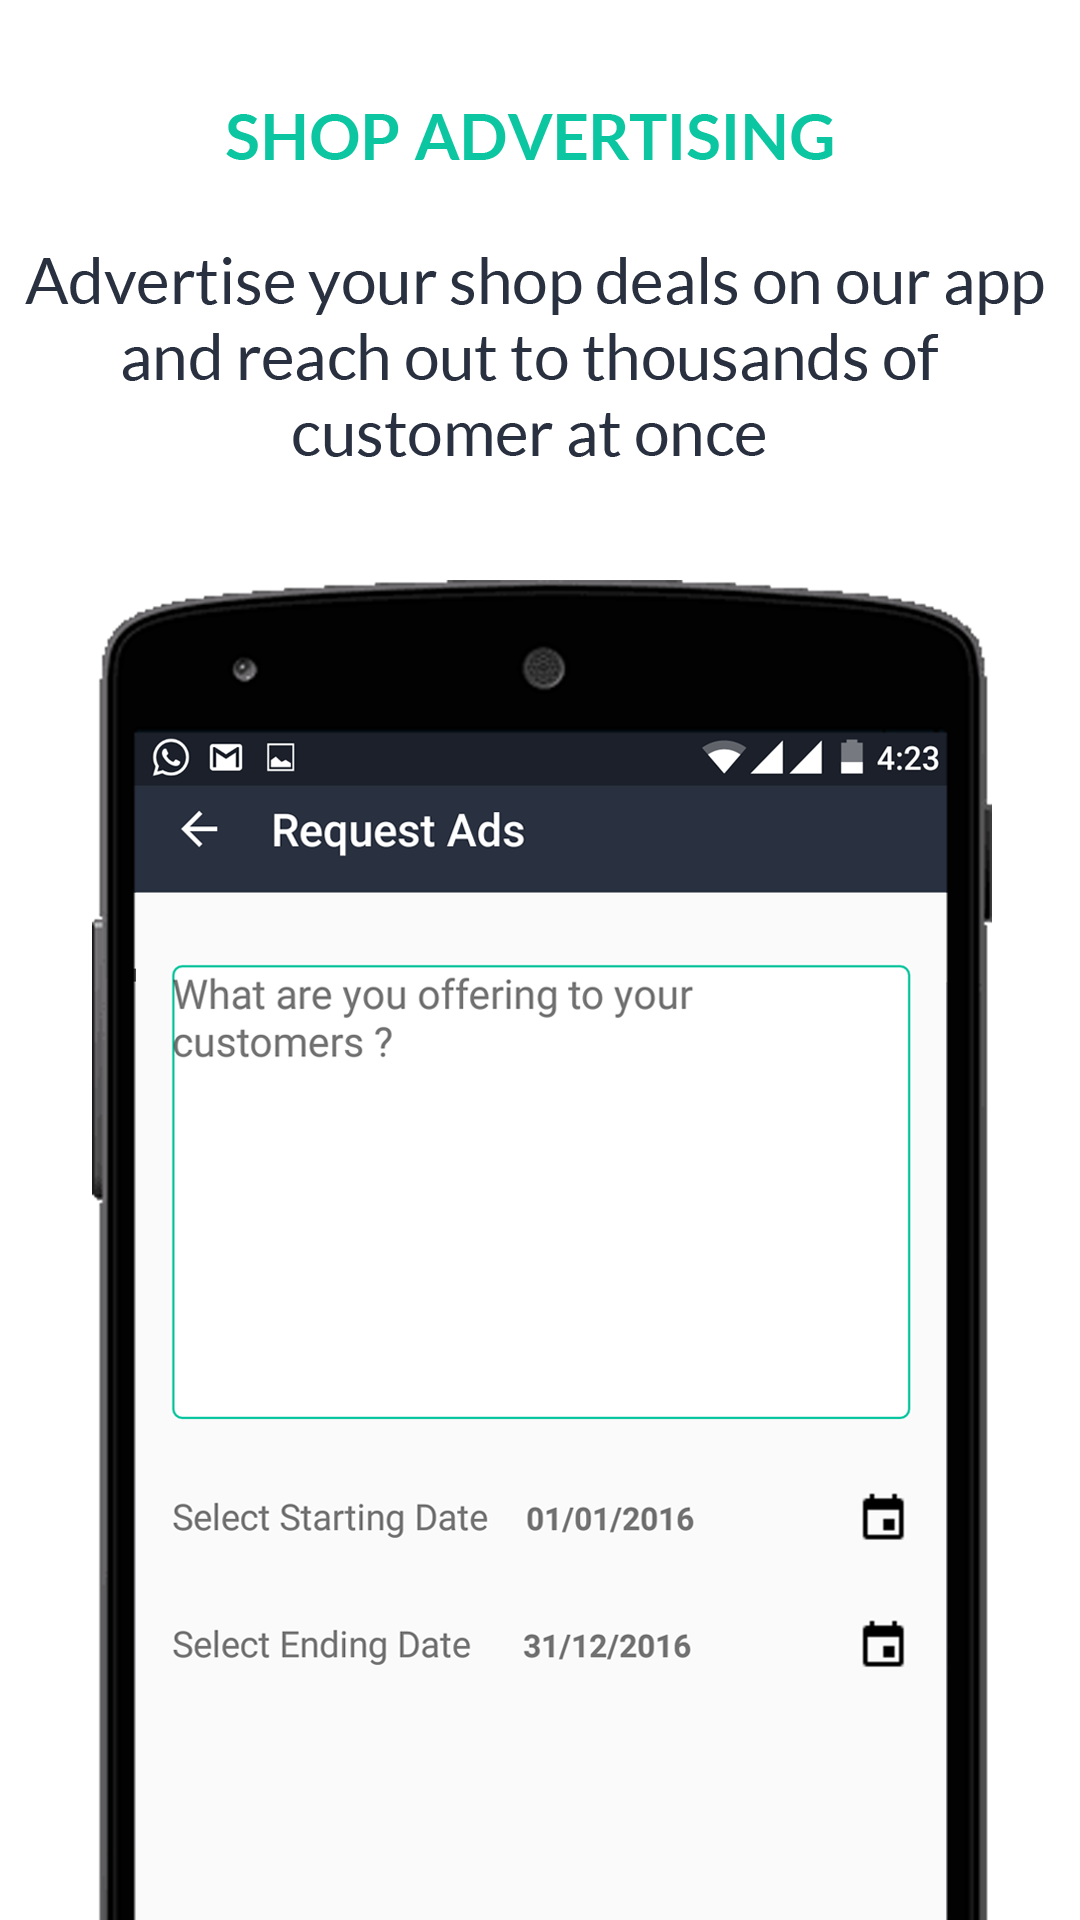 SHOP ADVERTISING
Advertise your shop deals on our app
and reach out to thousands of
customer at once
4:23
Request Ads
What are you offering to your
customers ?
Select Starting Date 01/01/2016
Select Ending Date 31/12/2016